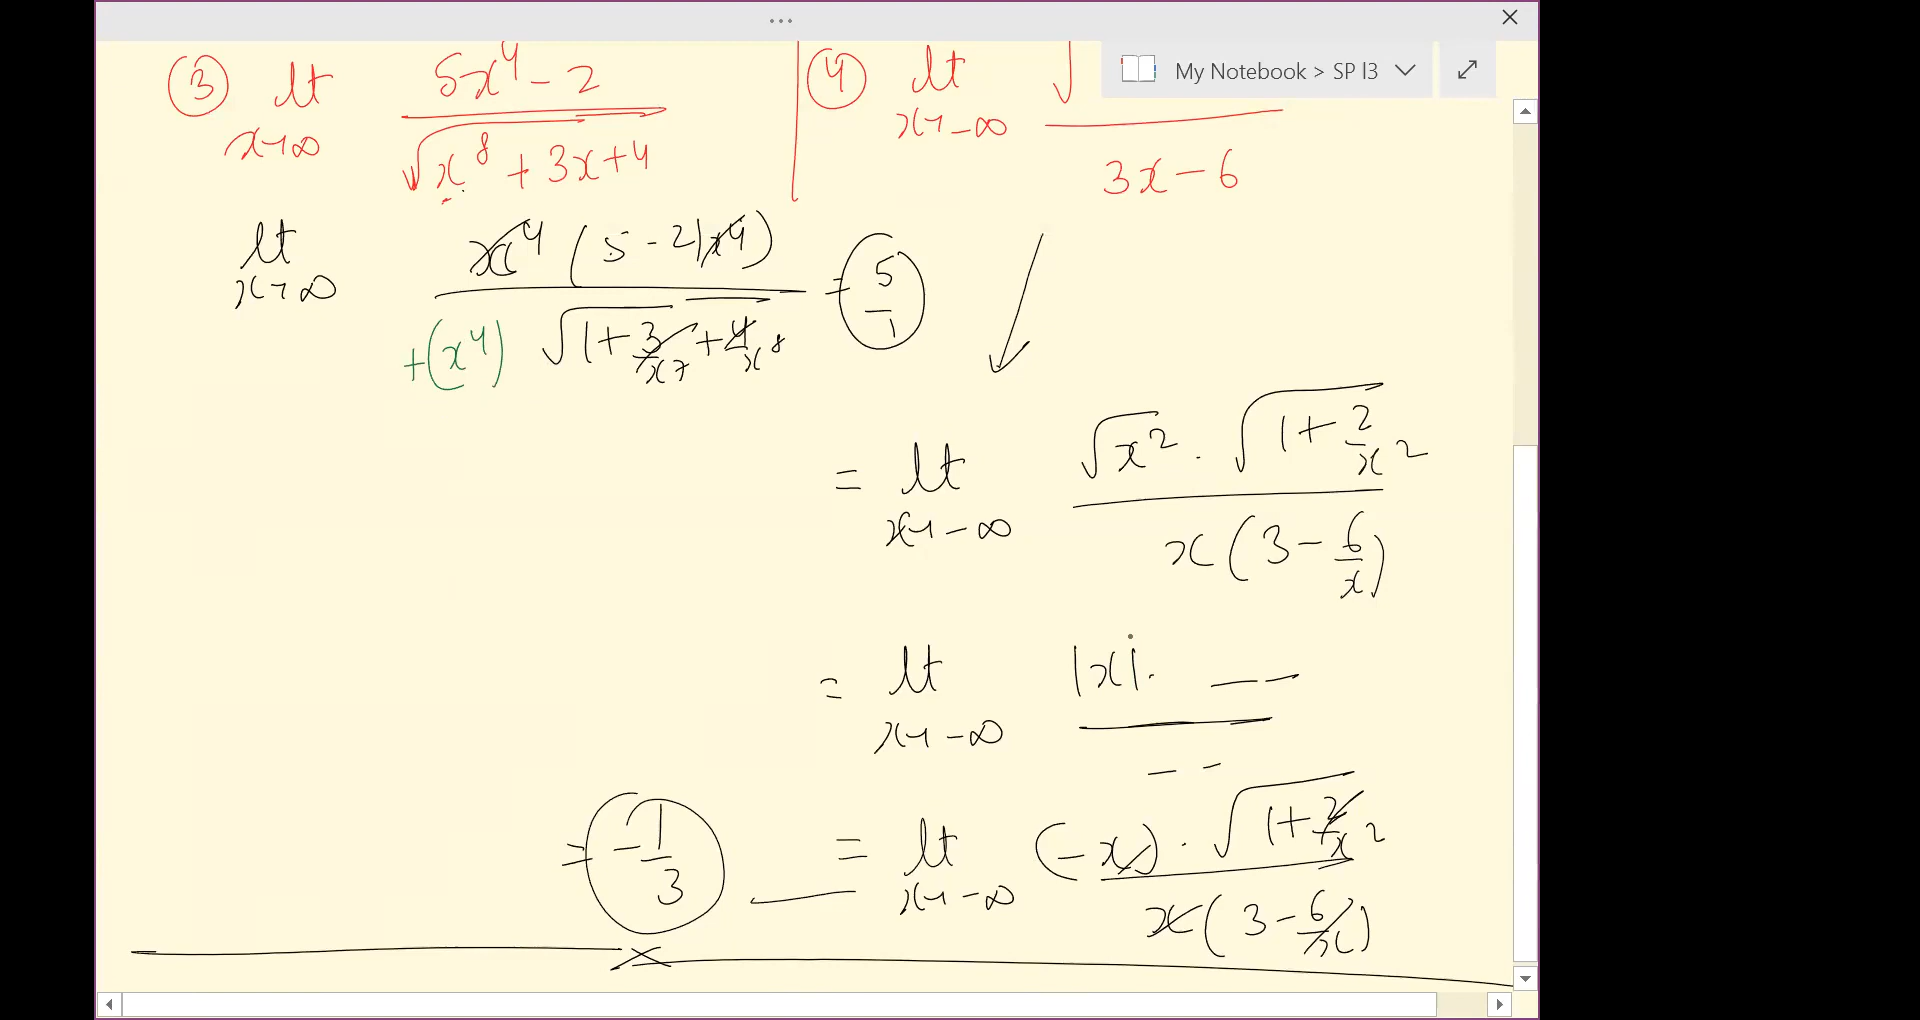 My Notebook > SP l3
③ lt x→∞ (5x⁴ - 2) / √(x⁸ + 3x + 4)
④ lt x→-∞ √ / (3x - 6)
lt x→∞ x⁴ (5 - 2|x⁴) / (+(x⁴) √(1 + 3/x⁷ + 4/x⁸)) = 5/1
= lt x→-∞ (√x² . √(1 + 2/x²)) / (x(3 - 6/x))
= lt x→-∞ |x|. -- / --
= lt x→-∞ ((-x) . √(1 + 2/x²)) / (x(3 - 6/x))
= -1/3